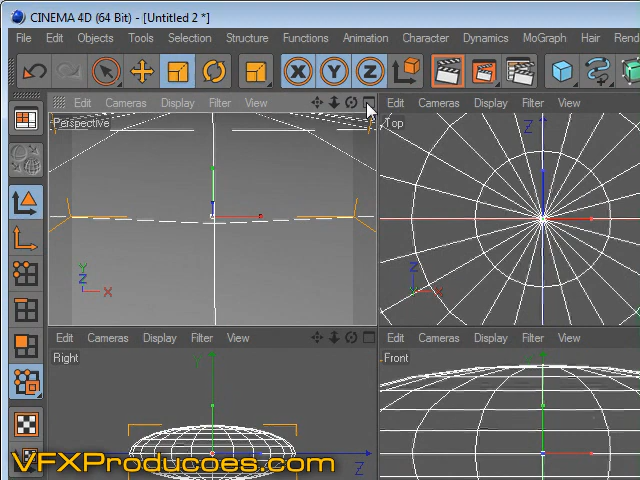 CINEMA 4D (64 Bit) - [Untitled 2 *]
File Edit Objects Tools Selection Structure Functions Animation Character Dynamics MoGraph Hair Render
X Y Z
Edit Cameras Display Filter View
Edit Cameras Display Filter View
Perspective
Top
Z
Y
Z
X
Z
Y
X
Edit Cameras Display Filter View
Edit Cameras Display Filter View
Right
Front
Y
Y
Z
VFXProducoes.com